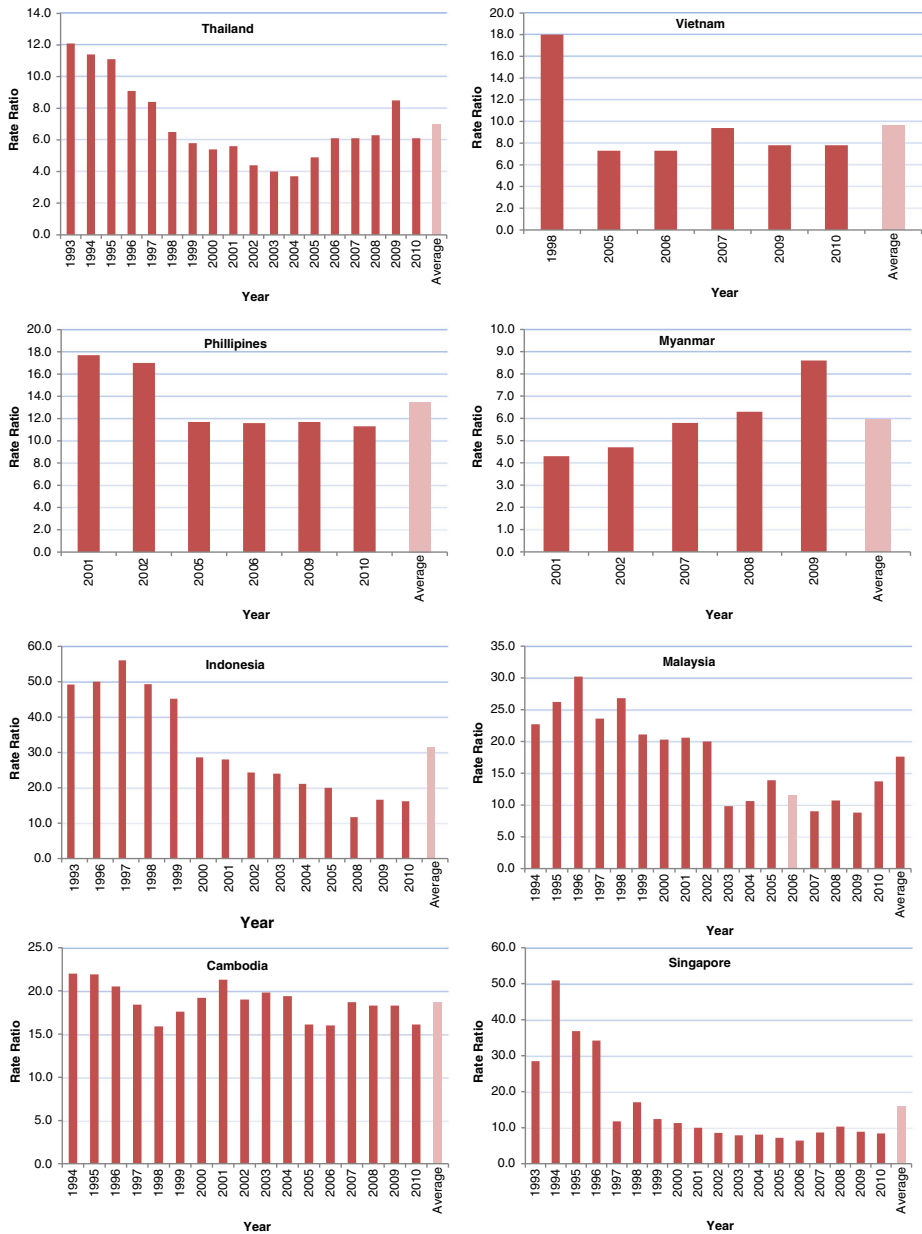 Thailand
Rate Ratio
14.0
12.0
10.0
8.0
6.0
4.0
2.0
0.0
1993 1994 1995 1996 1997 1998 1999 2000 2001 2002 2003 2004 2005 2006 2007 2008 2009 2010 Average
Year
Vietnam
Rate Ratio
20.0
18.0
16.0
14.0
12.0
10.0
8.0
6.0
4.0
2.0
0.0
1998 2005 2006 2007 2009 2010 Average
Year
Phillipines
Rate Ratio
20.0
18.0
16.0
14.0
12.0
10.0
8.0
6.0
4.0
2.0
0.0
2001 2002 2005 2006 2009 2010 Average
Year
Myanmar
Rate Ratio
10.0
9.0
8.0
7.0
6.0
5.0
4.0
3.0
2.0
1.0
0.0
2001 2002 2007 2008 2009 Average
Year
Indonesia
Rate Ratio
60.0
50.0
40.0
30.0
20.0
10.0
0.0
1993 1996 1997 1998 1999 2000 2001 2002 2003 2004 2005 2008 2009 2010 Average
Year
Malaysia
Rate Ratio
35.0
30.0
25.0
20.0
15.0
10.0
5.0
0.0
1994 1995 1996 1997 1998 1999 2000 2001 2002 2003 2004 2005 2006 2007 2008 2009 2010 Average
Year
Cambodia
Rate Ratio
25.0
20.0
15.0
10.0
5.0
0.0
1994 1995 1996 1997 1998 1999 2000 2001 2002 2003 2004 2005 2006 2007 2008 2009 2010 Average
Year
Singapore
Rate Ratio
60.0
50.0
40.0
30.0
20.0
10.0
0.0
1993 1994 1995 1996 1997 1998 1999 2000 2001 2002 2003 2004 2005 2006 2007 2008 2009 2010 Average
Year